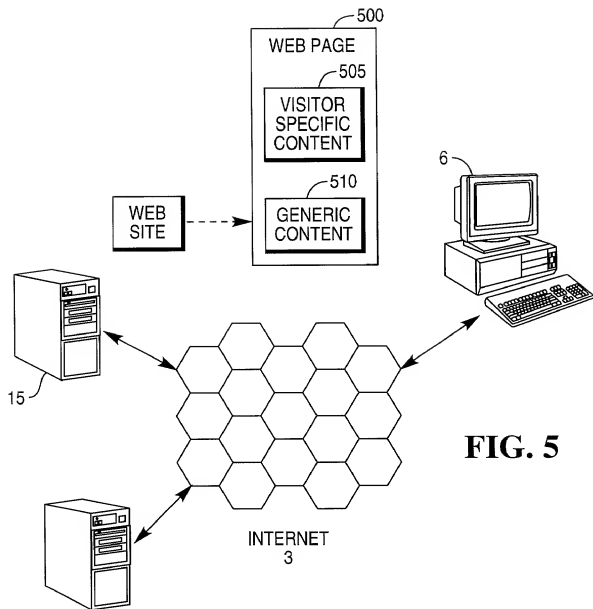 500
WEB PAGE
505
VISITOR
SPECIFIC
CONTENT
510
GENERIC
CONTENT
WEB
SITE
6
15
FIG. 5
INTERNET
3